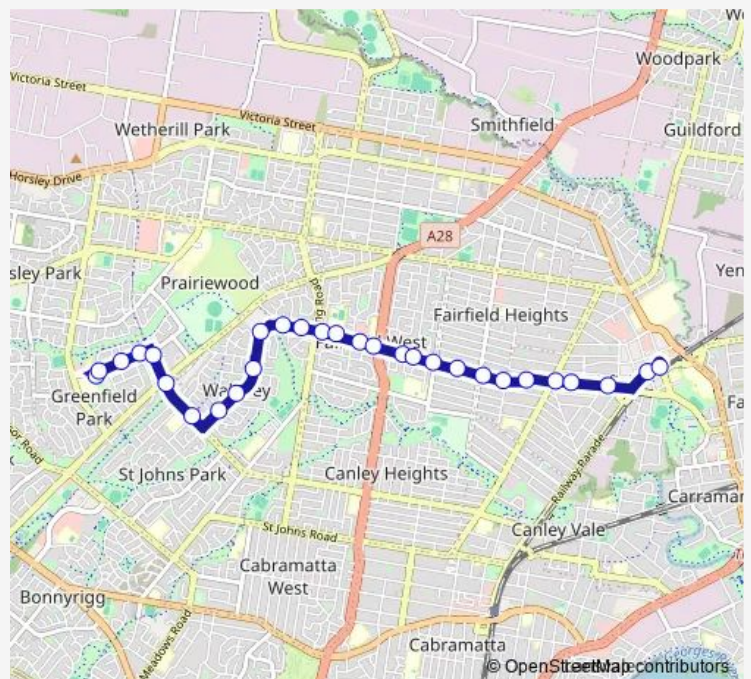 Woodpark
Victoria Street
Wetherill Park
Victoria Street
Smithfield
Guildford
Horsley Drive
A28
sley Park
Prairiewood
Yen
Fairfield Heights
West
Greenfield
Park
St Johns Park
Canley Heights
Railway Parade
Carramar
St Johns Road
Canley Vale
Cabramatta
West
Bonnyrigg
Meadows Road
Cabramatta
© OpenStreetMap contributors